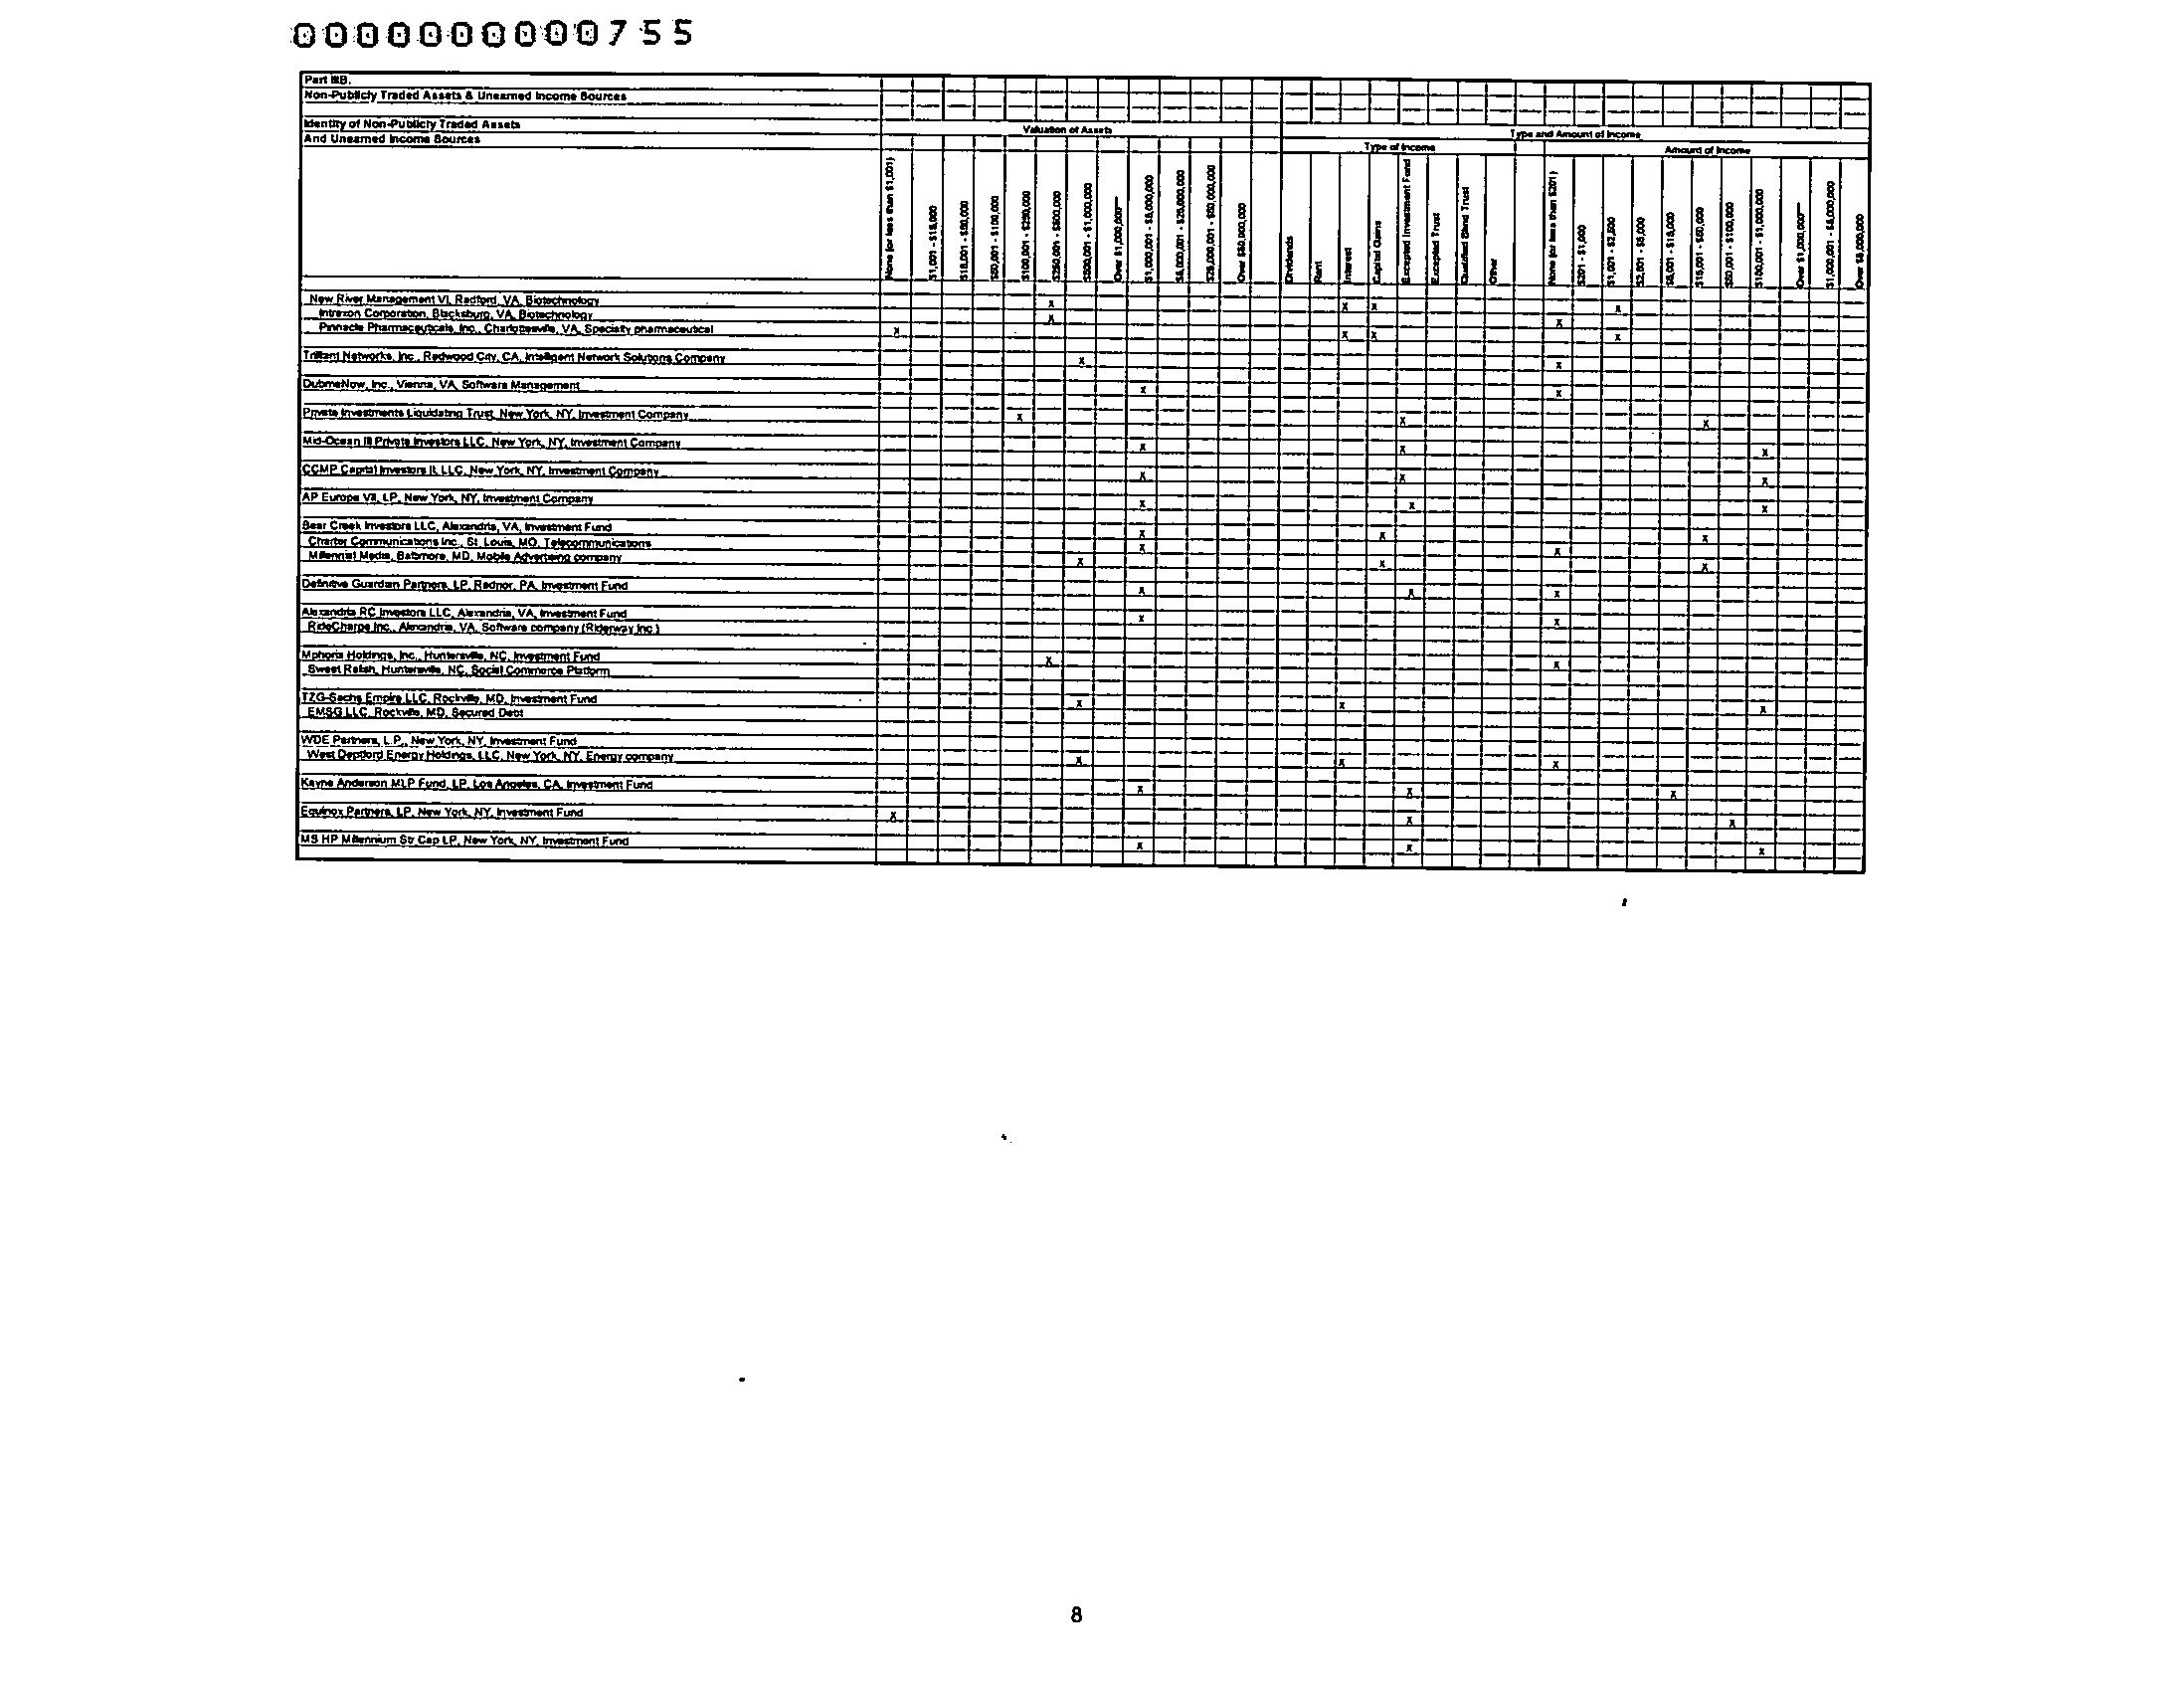 000000000755
Part IIIB.
Non-Publicly Traded Assets & Unearned Income Sources
Identity of Non-Publicly Traded Assets
And Unearned Income Sources
Valuation of Assets
Type and Amount of Income
Type of Income
Amount of Income
None (or less than $1,001)
$1,001 - $15,000
$15,001 - $50,000
$50,001 - $100,000
$100,001 - $250,000
$250,001 - $500,000
$500,001 - $1,000,000
Over $1,000,000***
$1,000,001 - $5,000,000
$5,000,001 - $25,000,000
$25,000,001 - $50,000,000
Over $50,000,000
Dividends
Rent
Interest
Capital Gains
Excepted Investment Fund
Excepted Trust
Qualified Blind Trust
Other
None (or less than $201)
$201 - $1,000
$1,001 - $2,500
$2,501 - $5,000
$5,001 - $15,000
$15,001 - $50,000
$50,001 - $100,000
$100,001 - $1,000,000
Over $1,000,000***
$1,000,001 - $5,000,000
Over $5,000,000
New River Management VI, Radford, VA, Biotechnology x x x x
Intrexon Corporation, Blacksburg, VA, Biotechnology x x
Pinnacle Pharmaceuticals, Inc., Charlottesville, VA, Specialty pharmaceutical x x x x
Trilliant Networks, Inc., Redwood City, CA, Intelligent Network Solutions Company x x
DubmeNow, Inc., Vienna, VA, Software Management x x
Private Investments Liquidating Trust, New York, NY, Investment Company x x x
Mid-Ocean III Private Investors LLC, New York, NY, Investment Company x x x
CCMP Capital Investors II, LLC, New York, NY, Investment Company x x x
AP Europe VII, LP, New York, NY, Investment Company x x x
Bear Creek Investors LLC, Alexandria, VA, Investment Fund x x x
Charter Communications Inc., St. Louis, MO, Telecommunications x x
Millennial Media, Baltimore, MD, Mobile Advertising company x x x
Definitive Guardian Partners, LP, Radnor, PA, Investment Fund x x x
Alexandria RC Investors LLC, Alexandria, VA, Investment Fund x x
RideCharge Inc., Alexandria, VA, Software company (Riderway Inc.)
Mphoria Holdings, Inc., Huntersville, NC, Investment Fund x x
Sweet Relish, Huntersville, NC, Social Commerce Platform
TZG-Sachs Empire LLC, Rockville, MD, Investment Fund x x x
EMSG LLC, Rockville, MD, Secured Debt
WDE Partners, L.P., New York, NY, Investment Fund
West Deptford Energy Holdings, LLC, New York, NY, Energy company x x x
Kayne Anderson MLP Fund, LP, Los Angeles, CA, Investment Fund x x x
Equinox Partners, LP, New York, NY, Investment Fund x x x
MS HP Millennium Str Cap LP, New York, NY, Investment Fund x x x
8